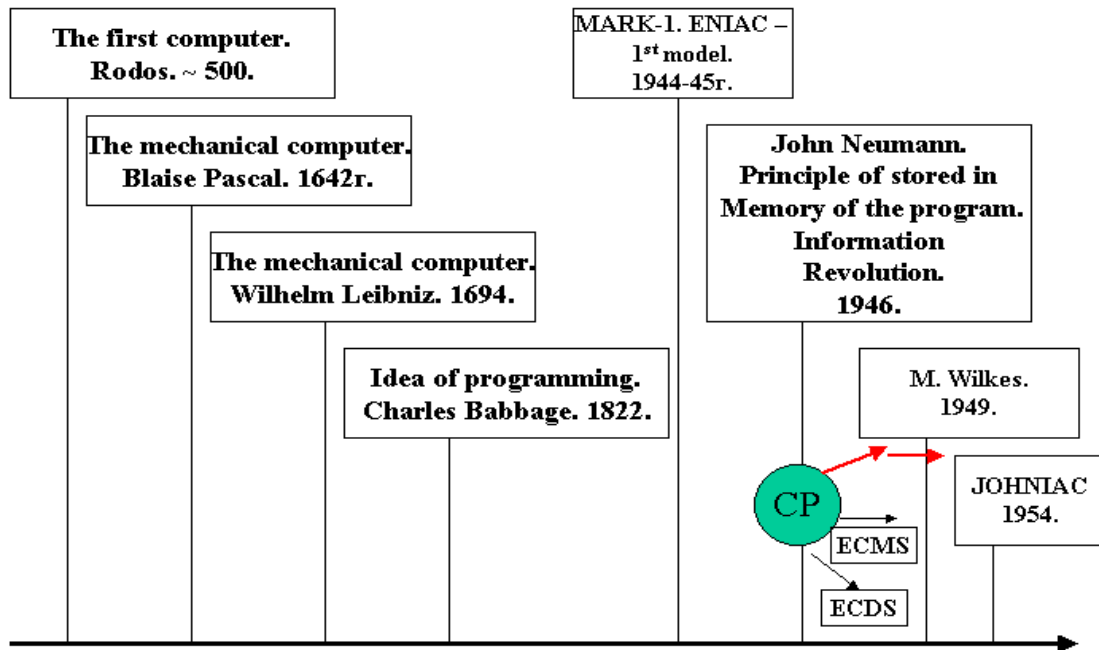 The first computer.
Rodos. ~ 500.
MARK-1. ENIAC –
1st model.
1944-45r.
The mechanical computer.
Blaise Pascal. 1642r.
John Neumann.
Principle of stored in
Memory of the program.
Information
Revolution.
1946.
The mechanical computer.
Wilhelm Leibniz. 1694.
Idea of programming.
Charles Babbage. 1822.
M. Wilkes.
1949.
JOHNIAC
1954.
CP
ECMS
ECDS